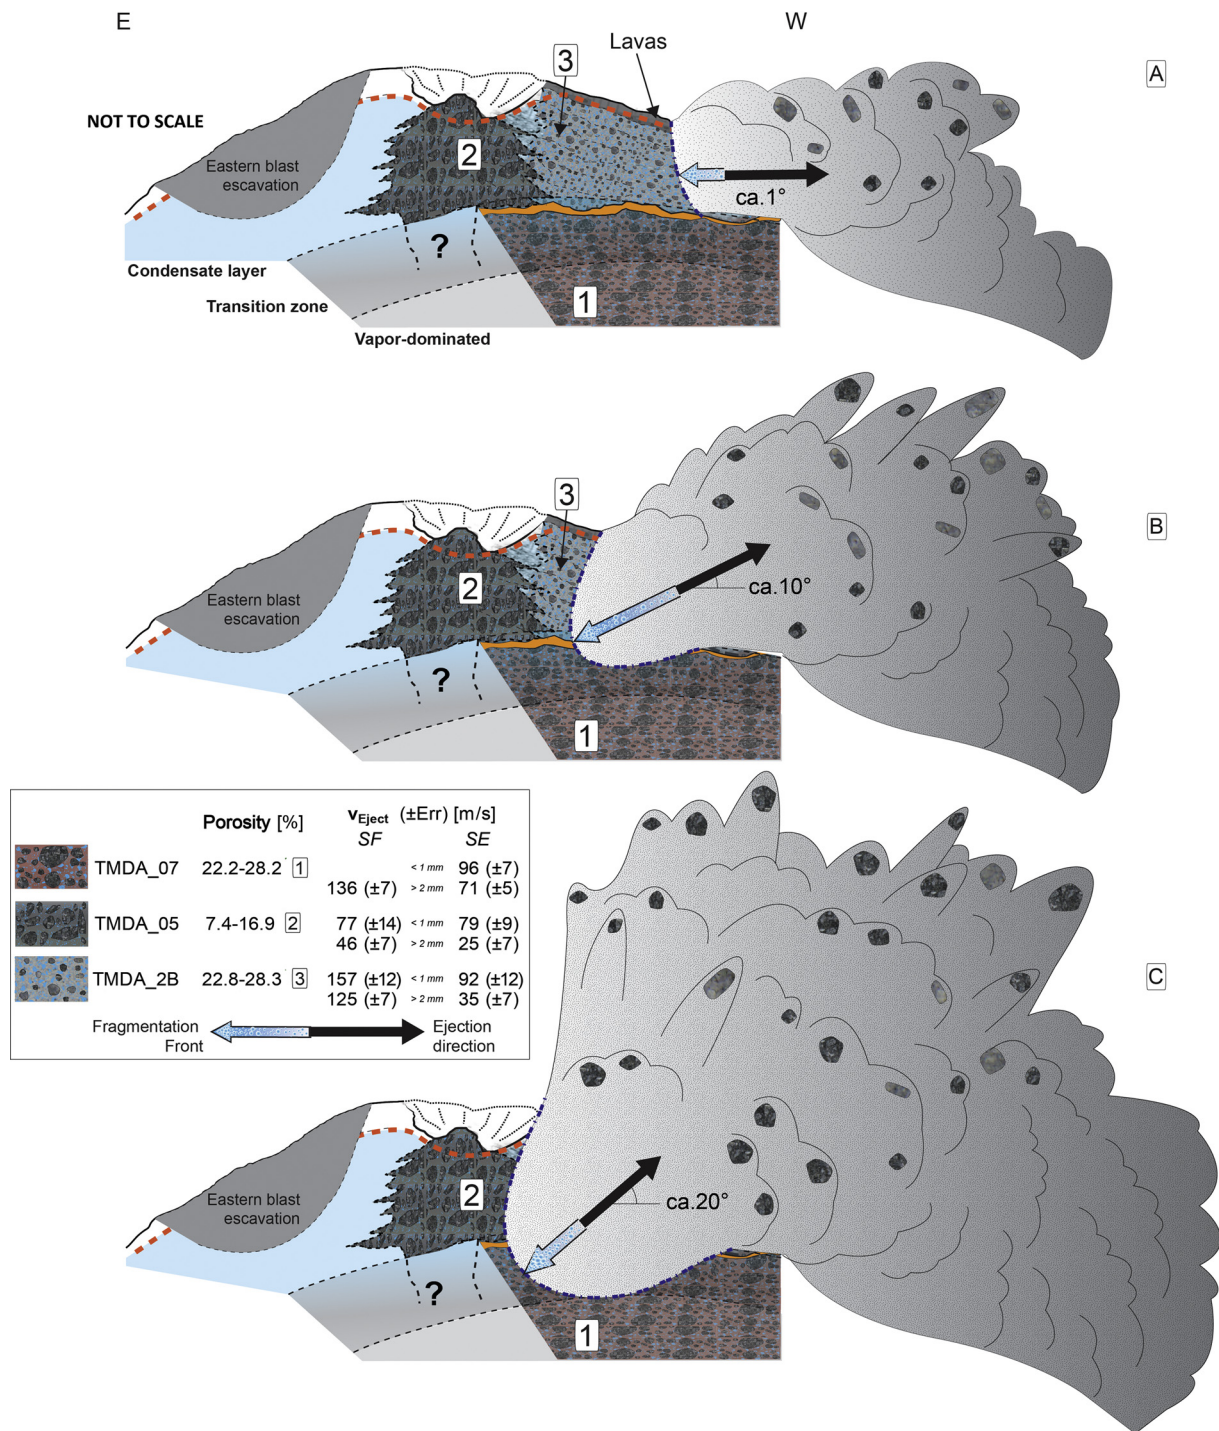 E
W
A
3
Lavas
NOT TO SCALE
2
Eastern blast
escavation
ca.1°
?
Condensate layer
Transition zone
1
Vapor-dominated
B
3
2
ca.10°
Eastern blast
escavation
?
1
Porosity [%]
vEject (±Err) [m/s]
SF SE
TMDA_07 22.2-28.2 1 < 1 mm 96 (±7)
136 (±7) > 2 mm 71 (±5)
TMDA_05 7.4-16.9 2 77 (±14) < 1 mm 79 (±9)
46 (±7) > 2 mm 25 (±7)
TMDA_2B 22.8-28.3 3 157 (±12) < 1 mm 92 (±12)
125 (±7) > 2 mm 35 (±7)
Fragmentation
Front
Ejection
direction
C
2
Eastern blast
escavation
ca.20°
?
1